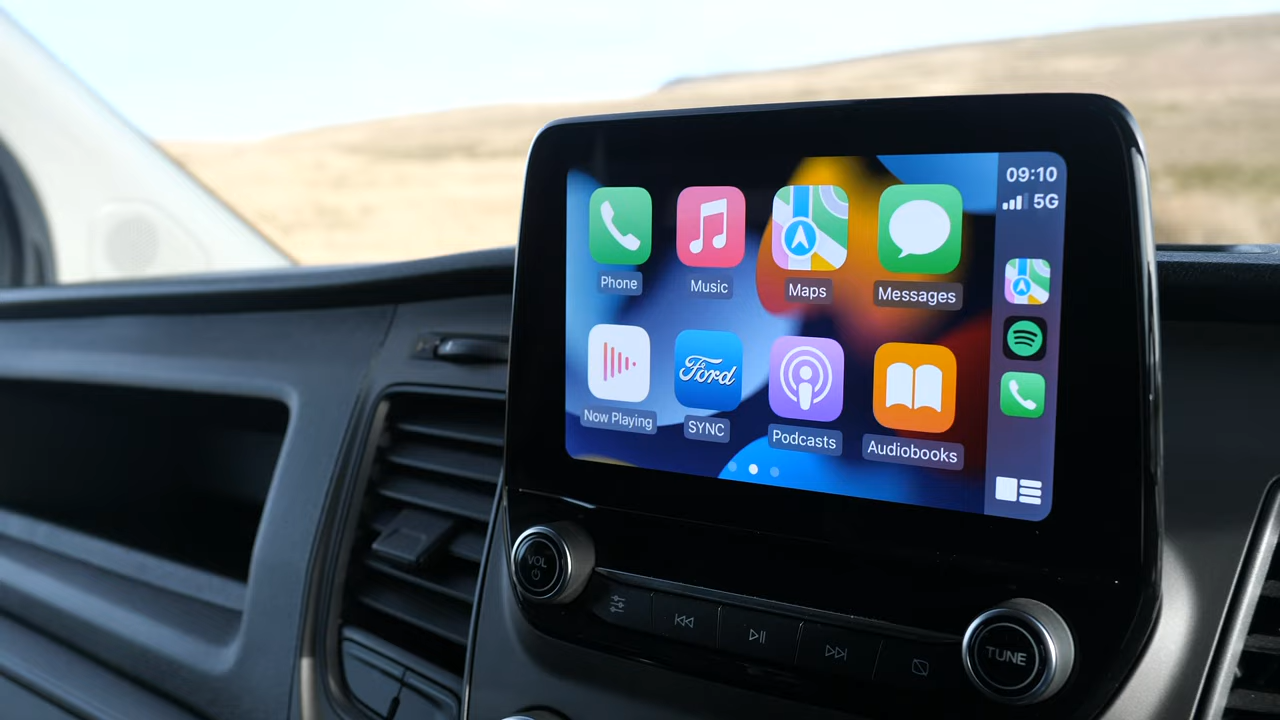 09:10
5G
Phone
Music
Maps
Messages
Ford
Now Playing
SYNC
Podcasts
Audiobooks
VOL
TUNE